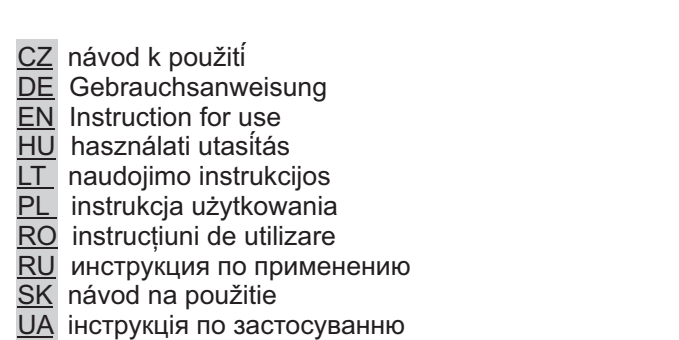 CZ návod k použití
DE Gebrauchsanweisung
EN Instruction for use
HU használati utasítás
LT naudojimo instrukcijos
PL instrukcja użytkowania
RO instrucțiuni de utilizare
RU инструкция по применению
SK návod na použitie
UA інструкція по застосуванню